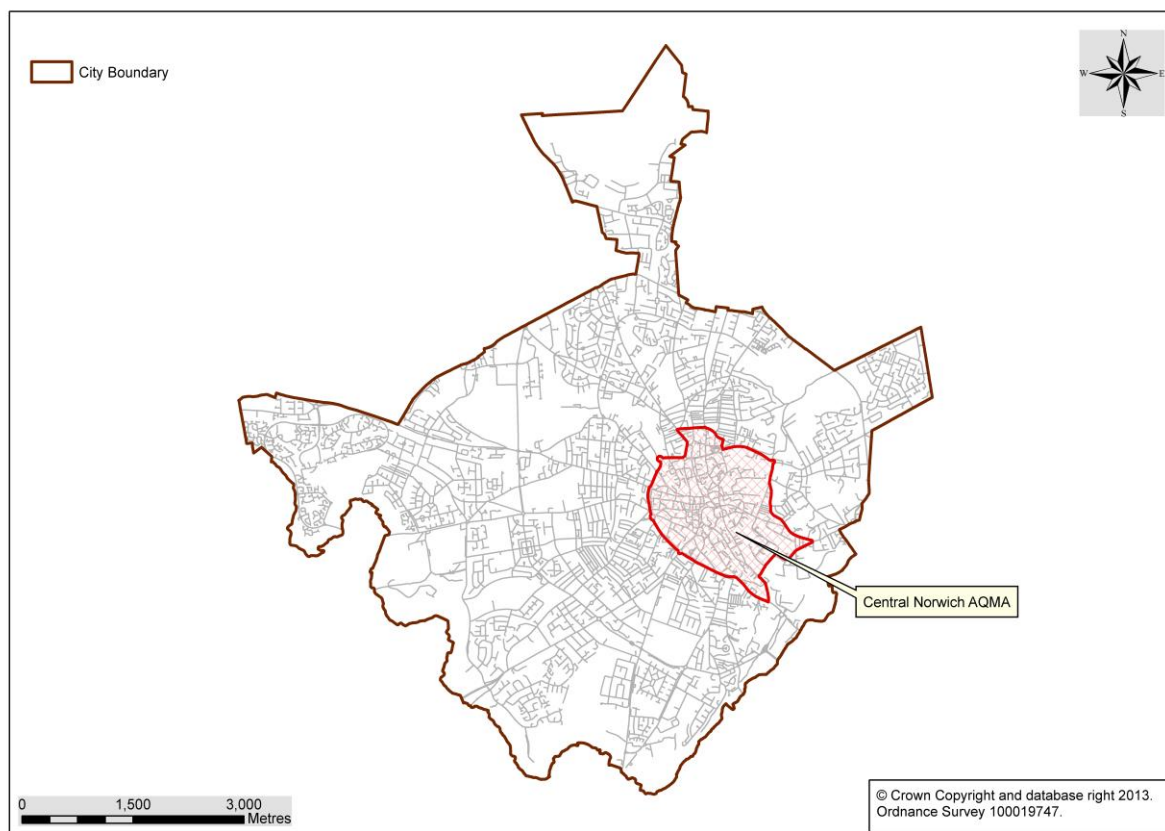 City Boundary
N
W E
S
Central Norwich AQMA
0 1,500 3,000
Metres
© Crown Copyright and database right 2013.
Ordnance Survey 100019747.